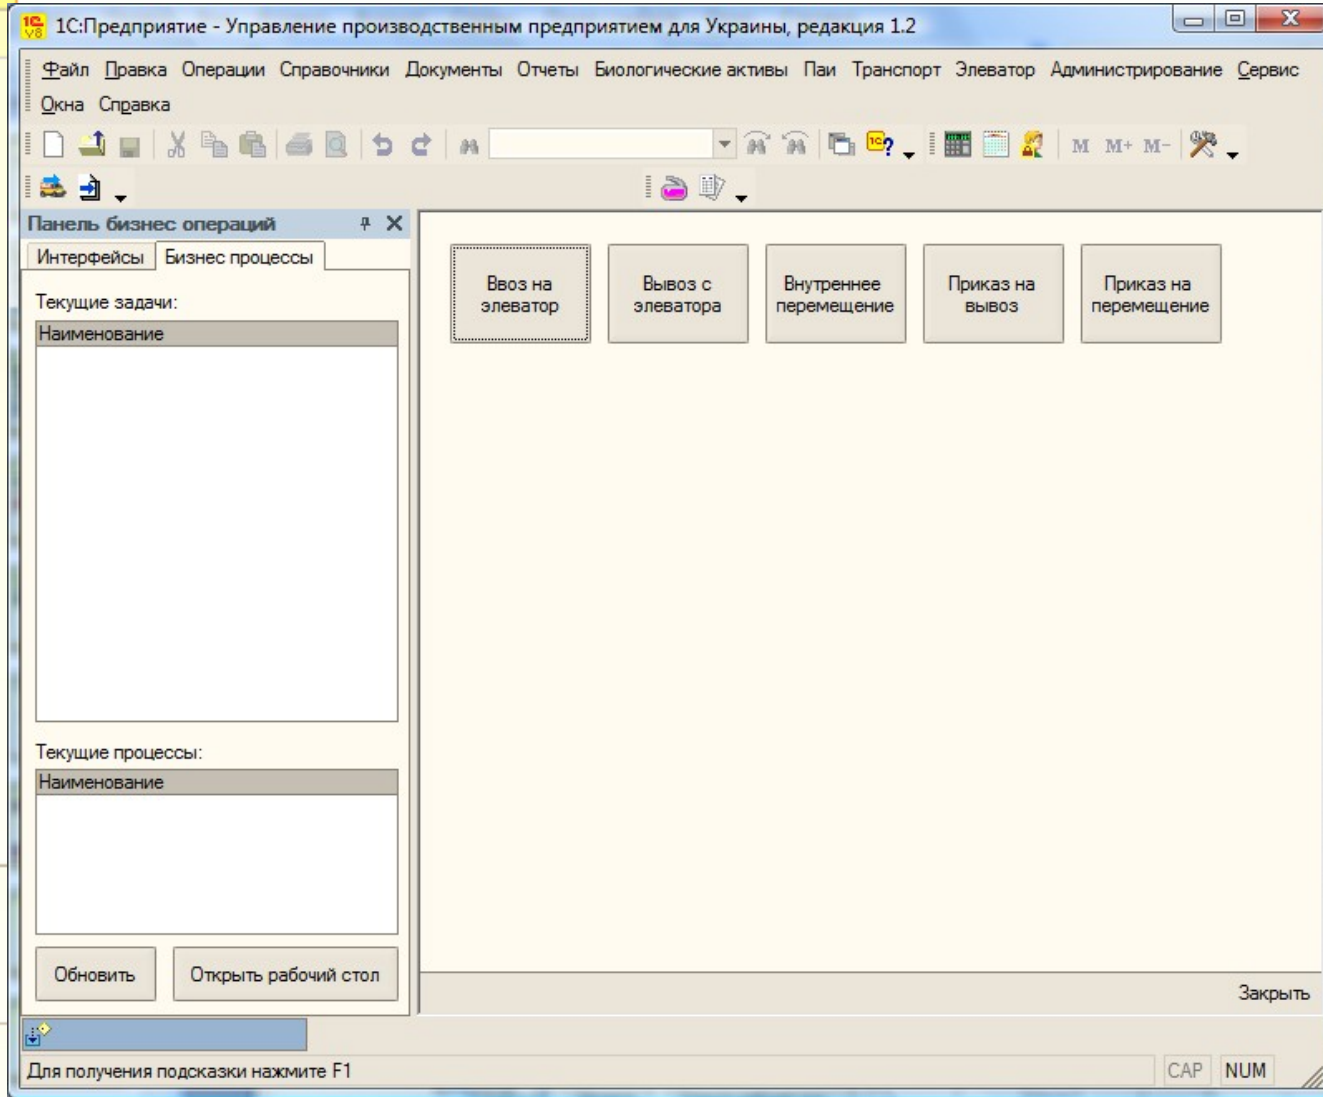 1С:Предприятие - Управление производственным предприятием для Украины, редакция 1.2
Файл Правка Операции Справочники Документы Отчеты Биологические активы Паи Транспорт Элеватор Администрирование Сервис
Окна Справка
M M+ M-
Панель бизнес операций
Интерфейсы Бизнес процессы
Текущие задачи:
Наименование
Ввоз на
элеватор
Вывоз с
элеватора
Внутреннее
перемещение
Приказ на
вывоз
Приказ на
перемещение
Текущие процессы:
Наименование
Обновить Открыть рабочий стол
Закрыть
Для получения подсказки нажмите F1 CAP NUM